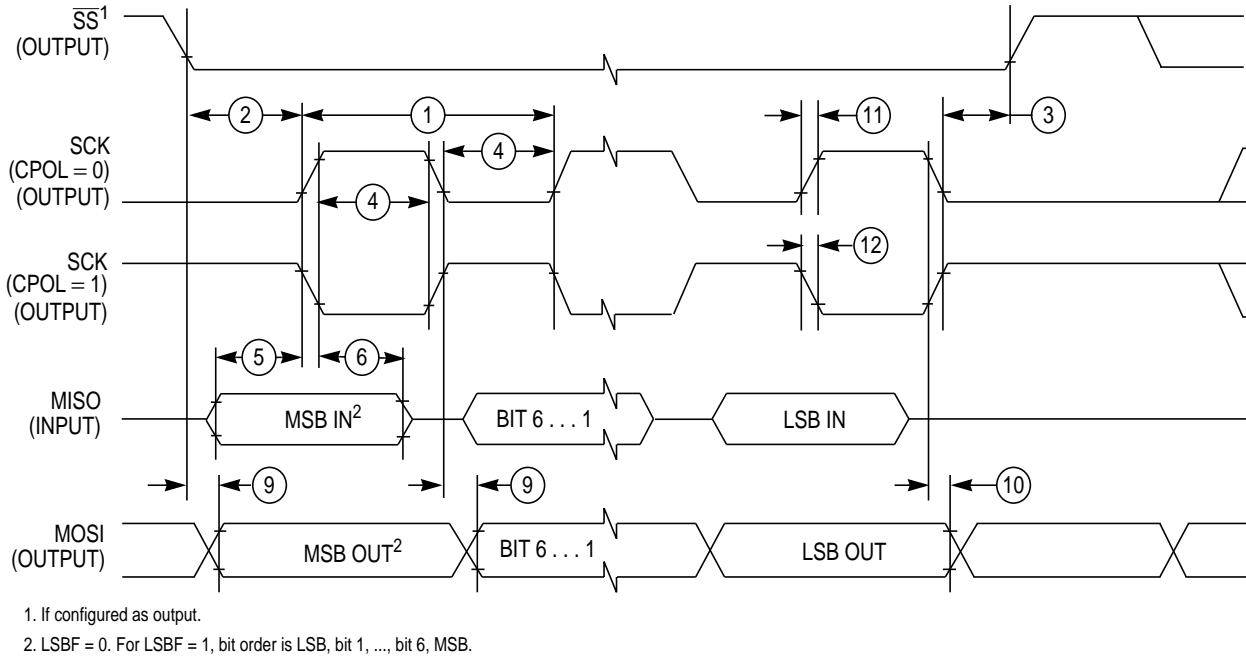 SS¹
(OUTPUT)
2
1
11
3
SCK
(CPOL = 0)
(OUTPUT)
4
4
SCK
(CPOL = 1)
(OUTPUT)
12
5
6
MISO
(INPUT)
MSB IN²
BIT 6 . . . 1
LSB IN
9
9
10
MOSI
(OUTPUT)
MSB OUT²
BIT 6 . . . 1
LSB OUT
1. If configured as output.
2. LSBF = 0. For LSBF = 1, bit order is LSB, bit 1, ..., bit 6, MSB.